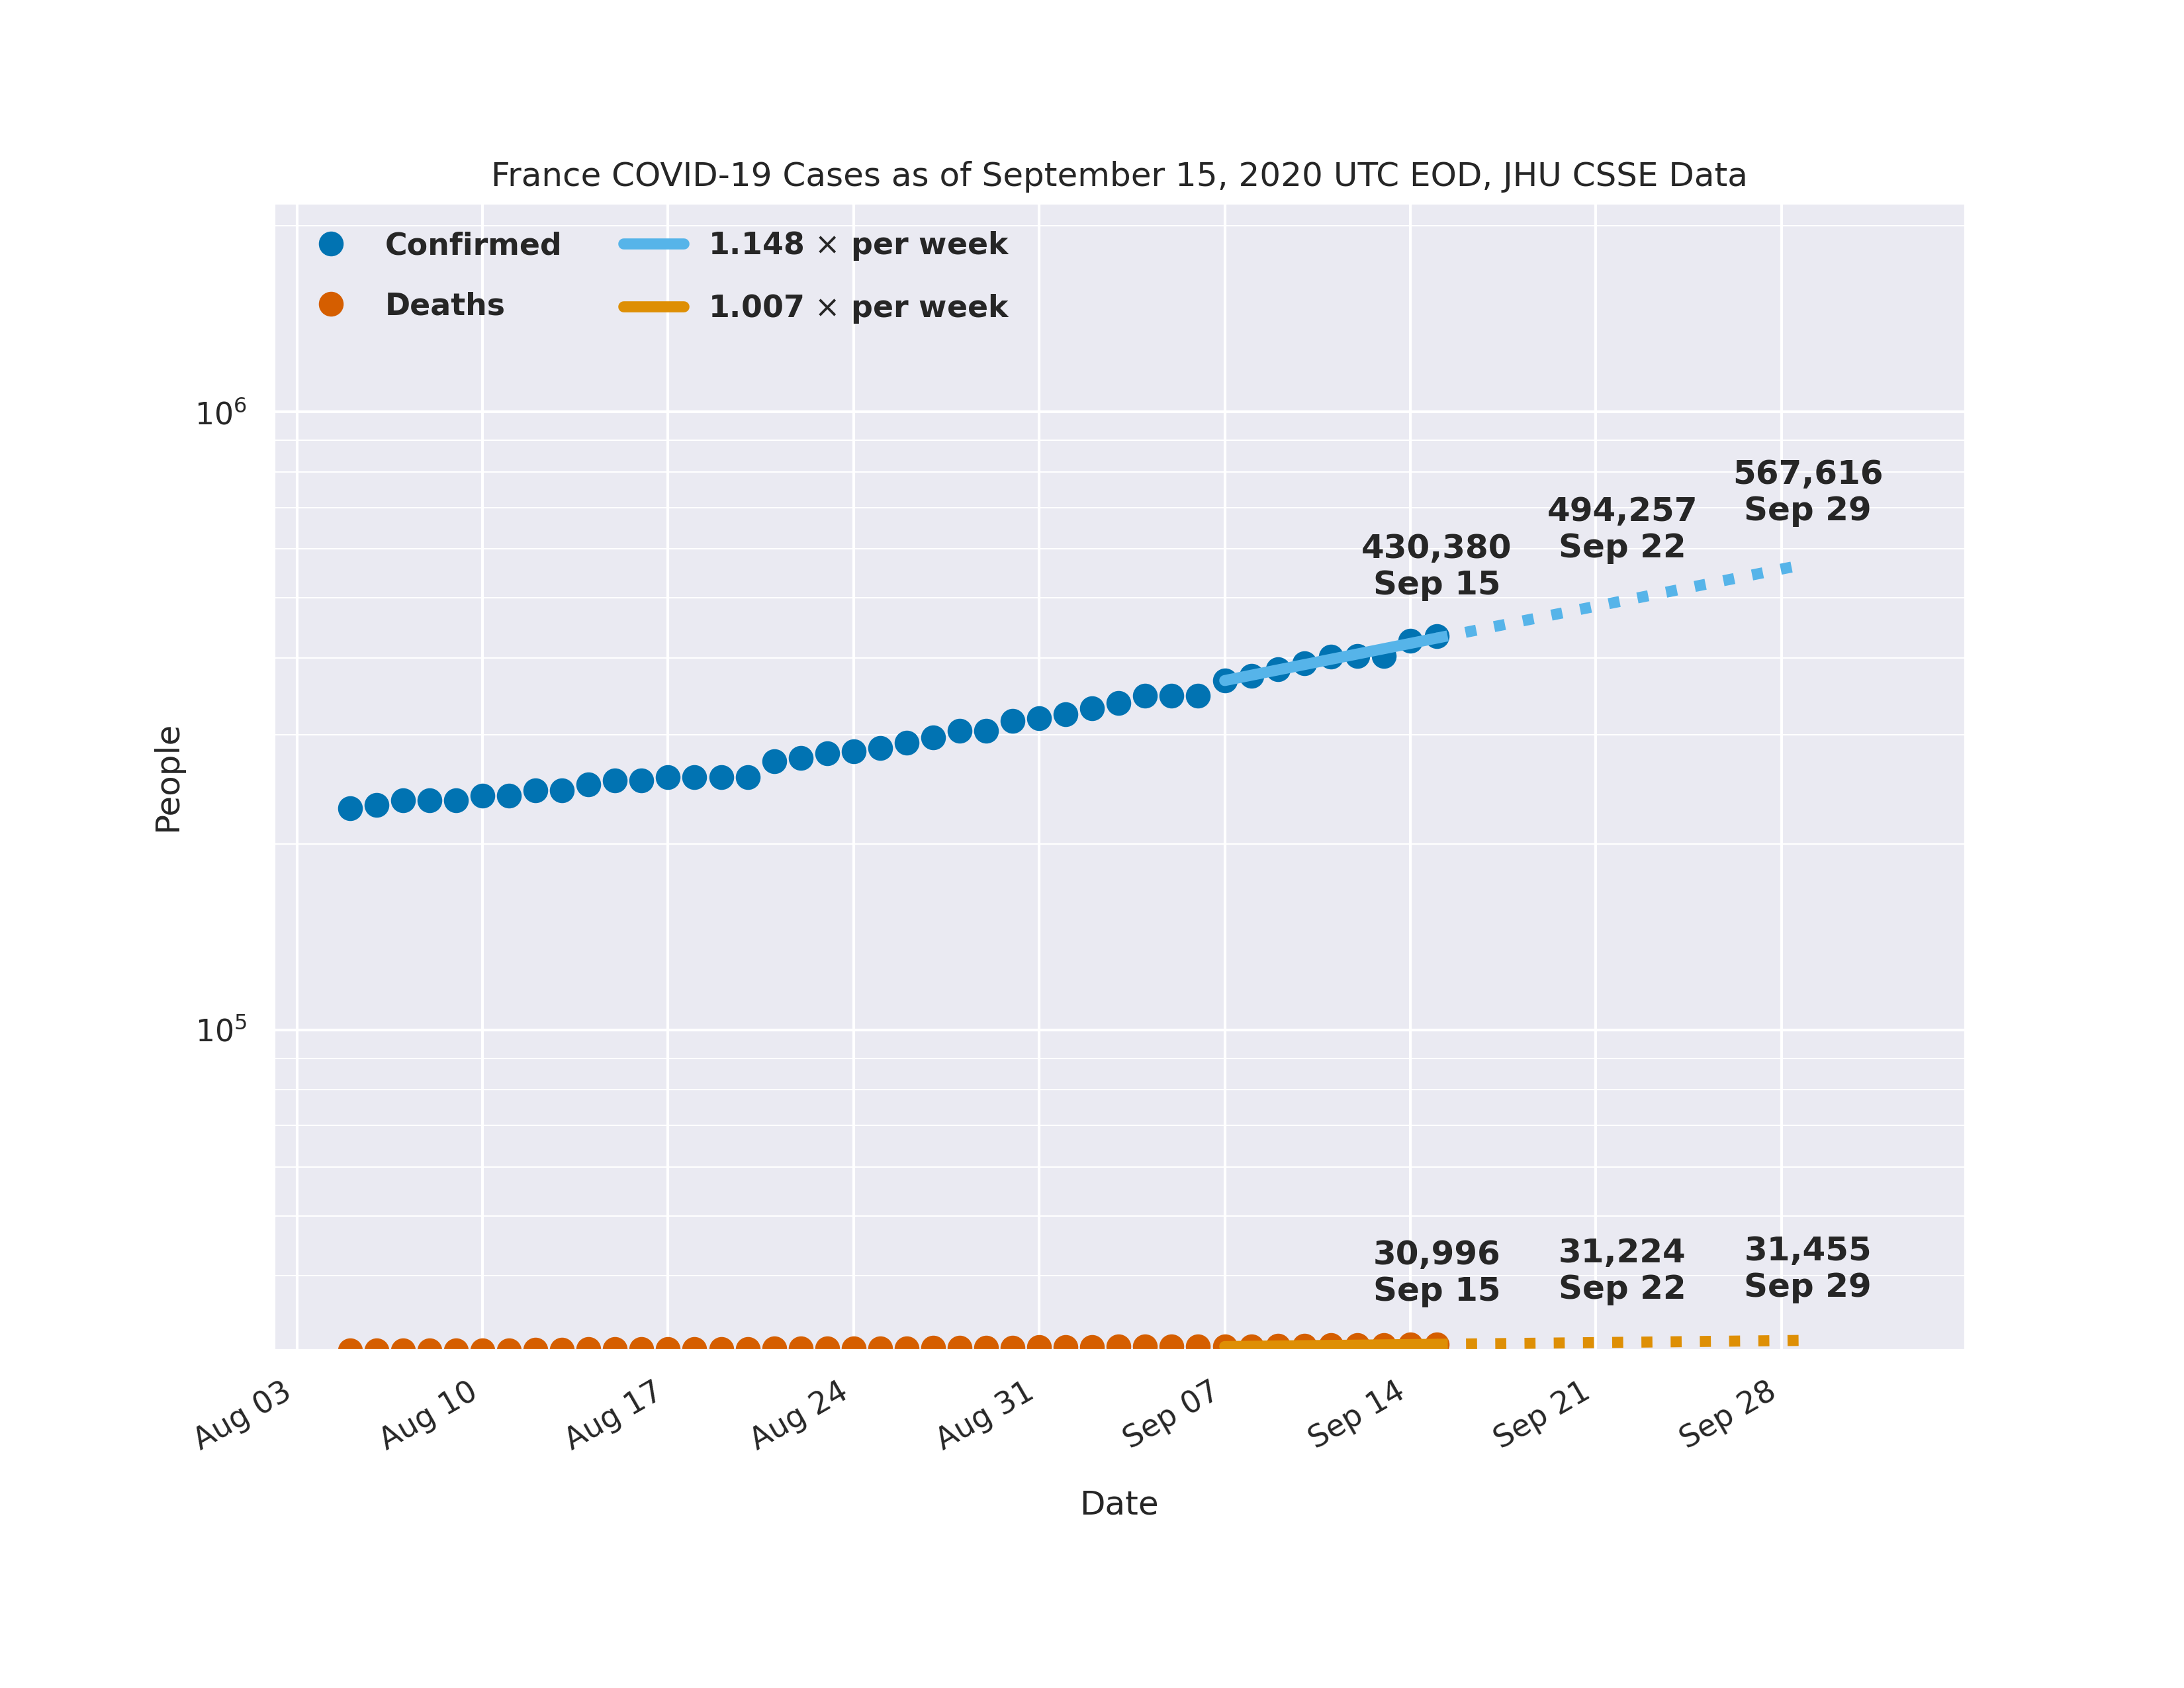 France COVID-19 Cases as of September 15, 2020 UTC EOD, JHU CSSE Data
Confirmed
Deaths
1.148 × per week
1.007 × per week
10⁶
10⁵
People
567,616
Sep 29
494,257
Sep 22
430,380
Sep 15
30,996
Sep 15
31,224
Sep 22
31,455
Sep 29
Aug 03
Aug 10
Aug 17
Aug 24
Aug 31
Sep 07
Sep 14
Sep 21
Sep 28
Date